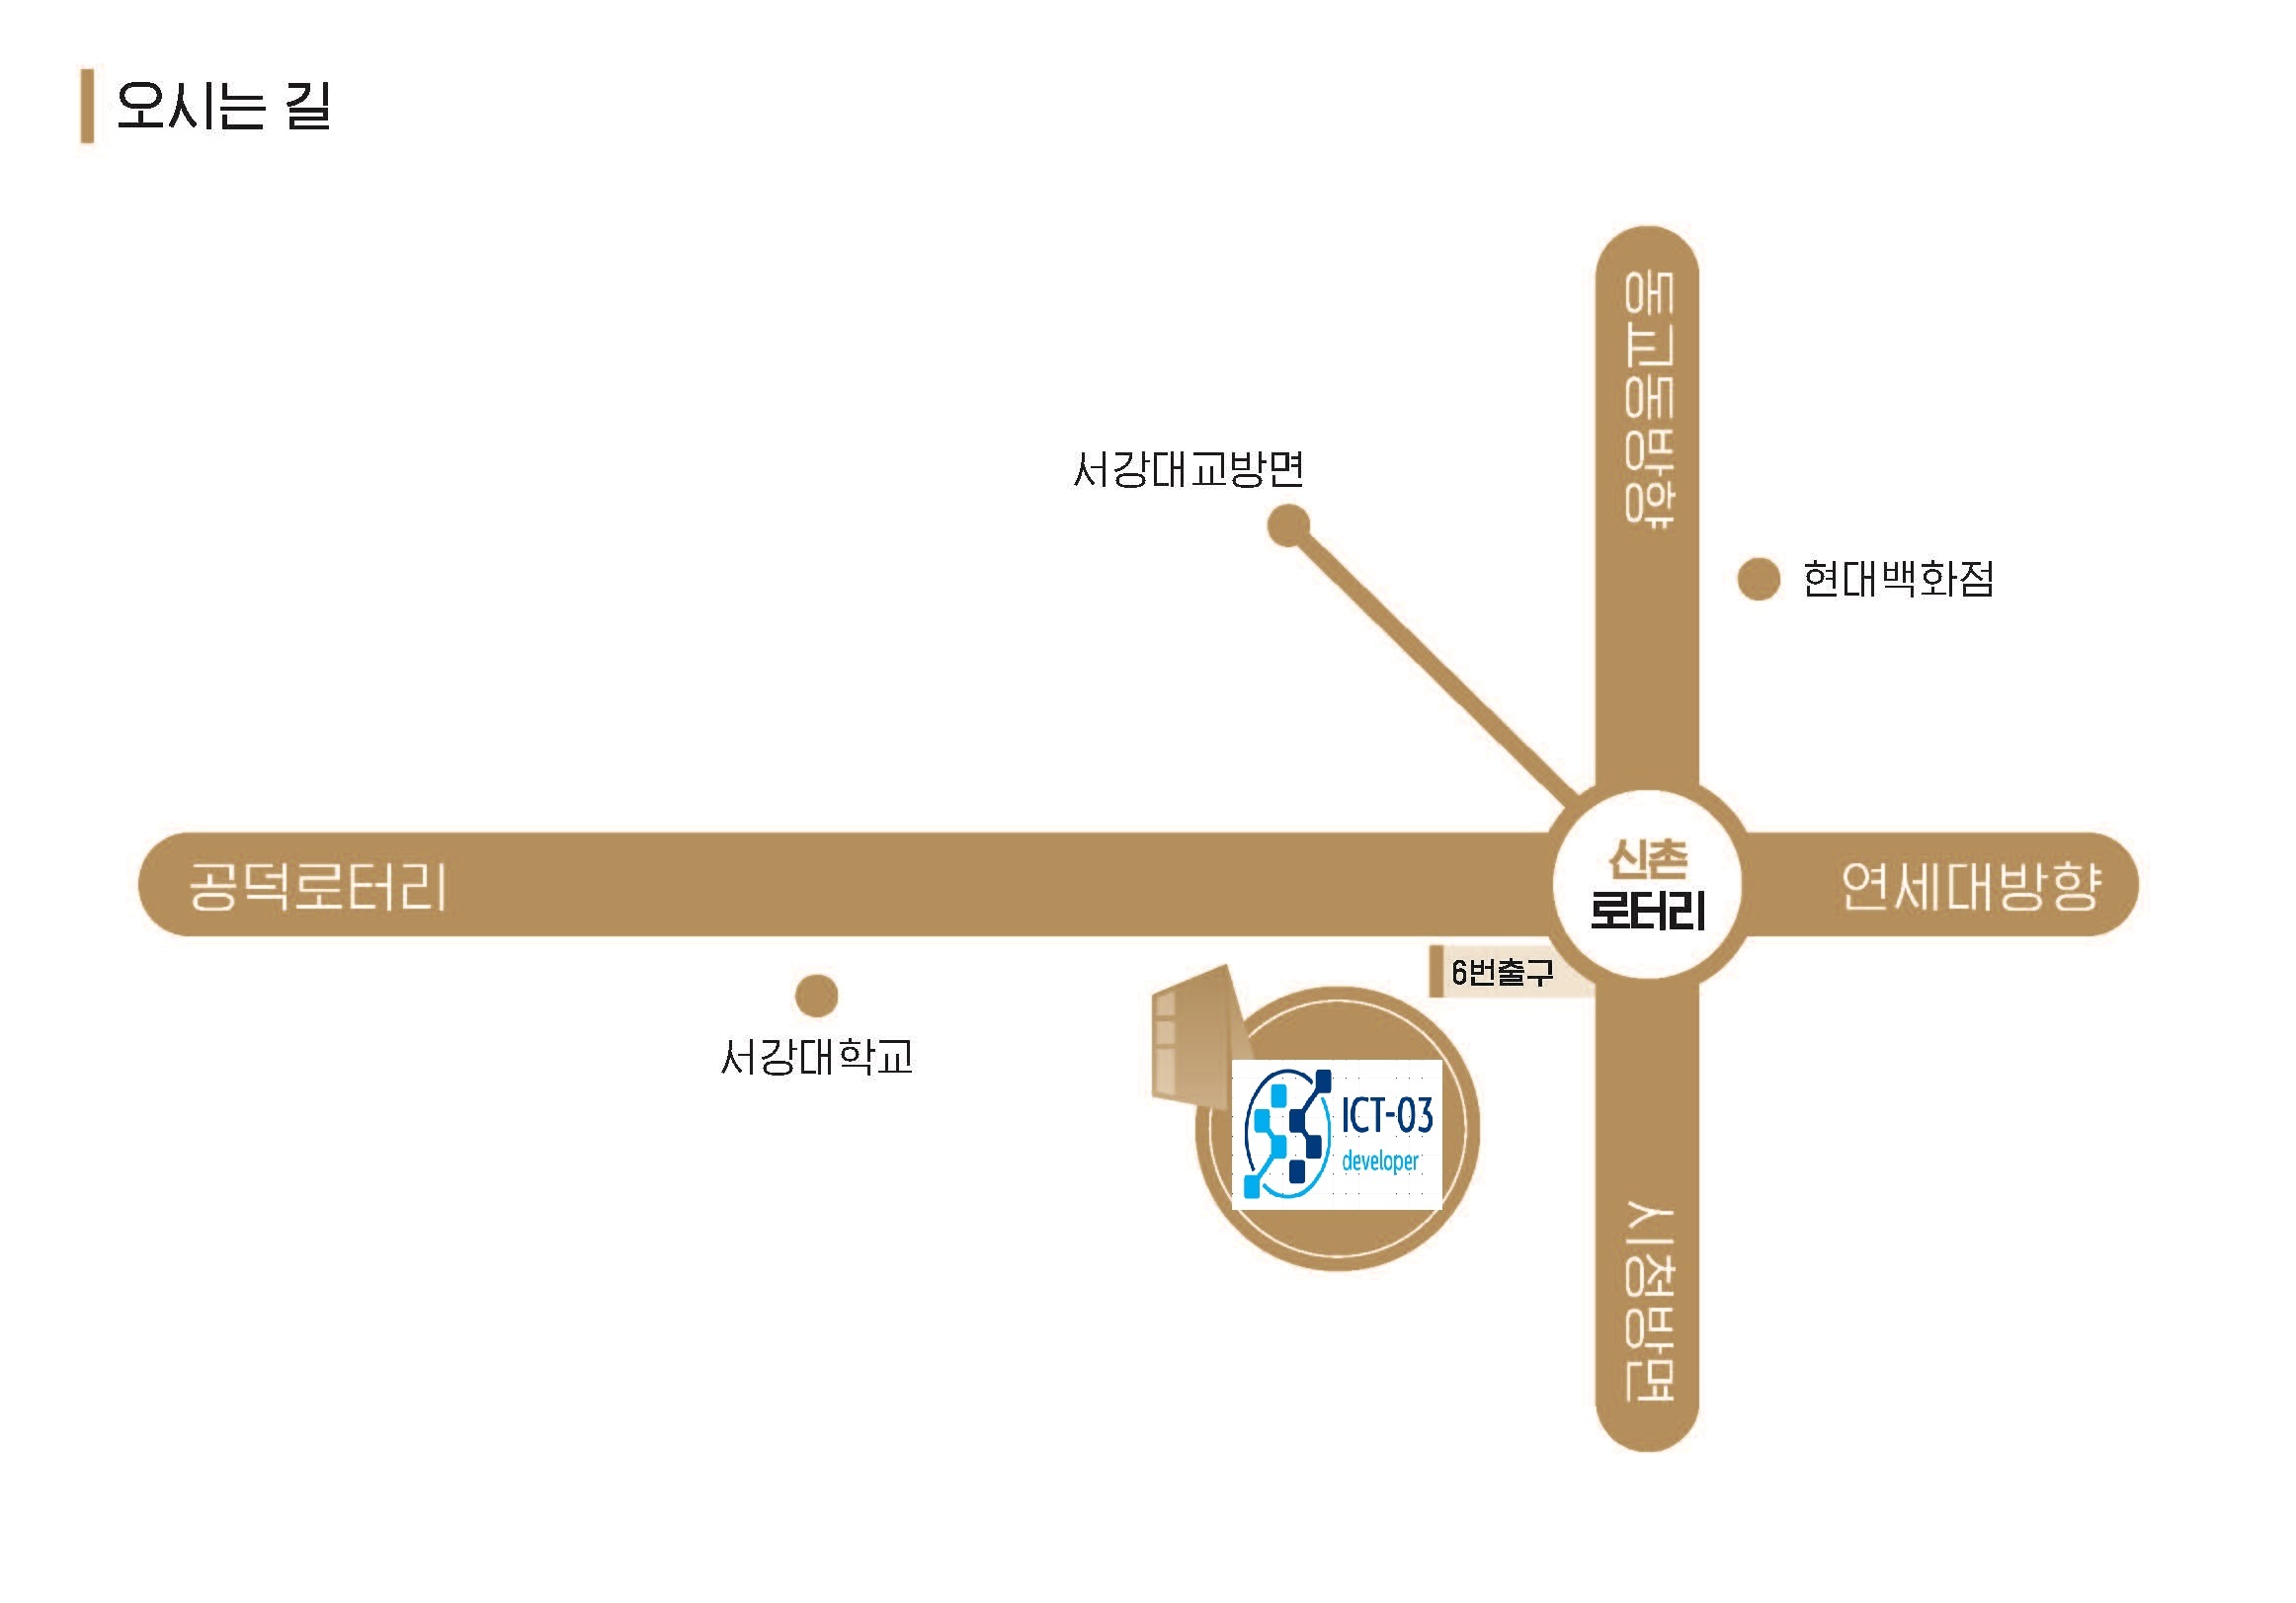 오시는 길
동교동방향
서강대교방면
현대백화점
공덕로터리
신촌
로터리
연세대방향
6번출구
서강대학교
ICT-03
developer
시청방면